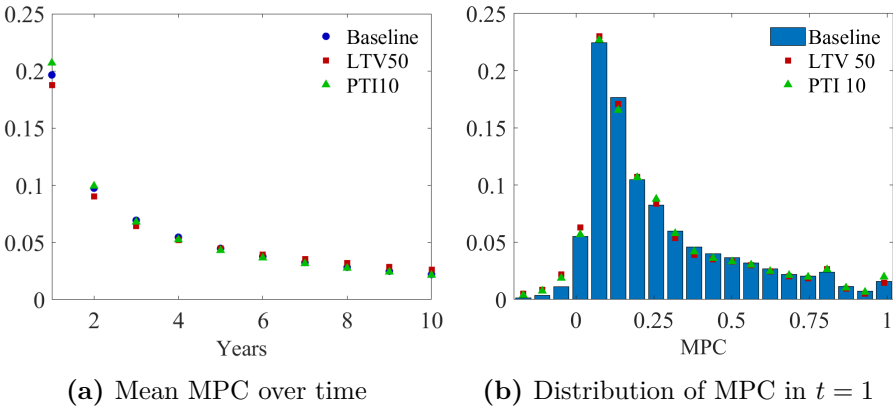 0.25
0.2
0.15
0.1
0.05
0
2 4 6 8 10
Years
Baseline
LTV50
PTI10
(a) Mean MPC over time
0.25
0.2
0.15
0.1
0.05
0
0 0.25 0.5 0.75 1
MPC
Baseline
LTV 50
PTI 10
(b) Distribution of MPC in t = 1